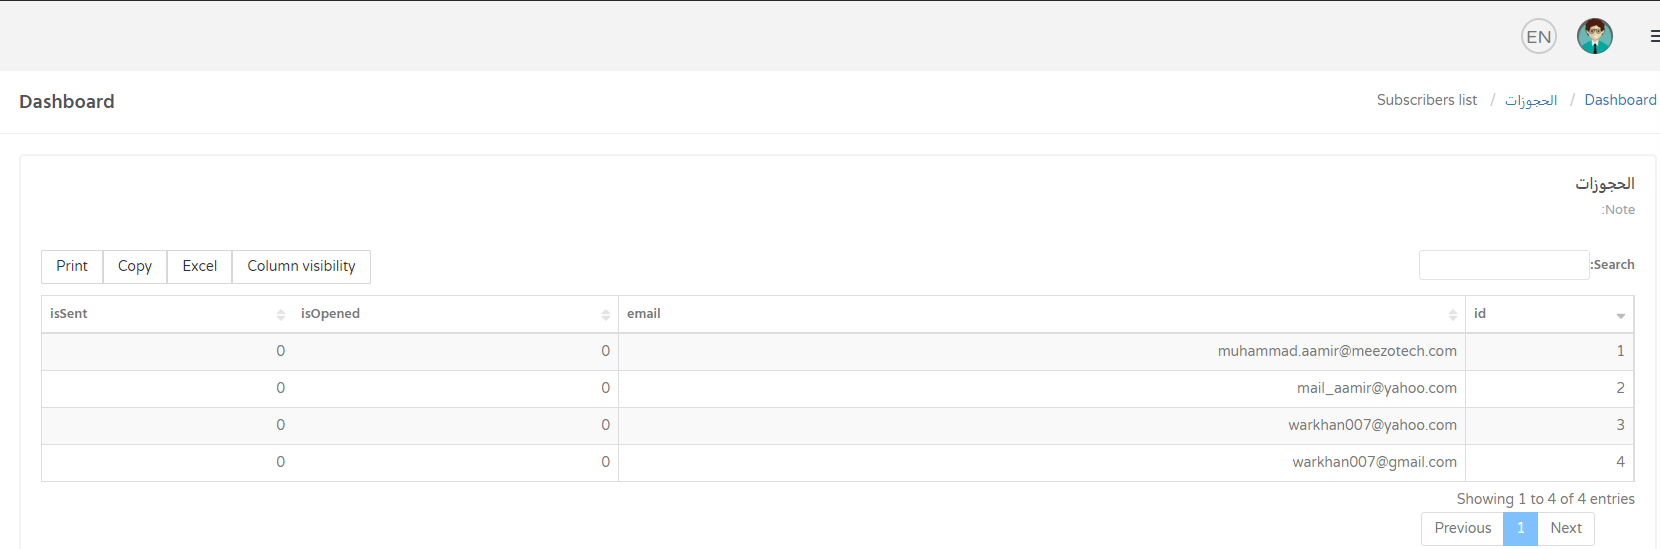 EN
Dashboard
Subscribers list / الحجوزات / Dashboard
الحجوزات
:Note
Print Copy Excel Column visibility
:Search
isSent isOpened email id
0 0 muhammad.aamir@meezotech.com 1
0 0 mail_aamir@yahoo.com 2
0 0 warkhan007@yahoo.com 3
0 0 warkhan007@gmail.com 4
Showing 1 to 4 of 4 entries
Previous 1 Next